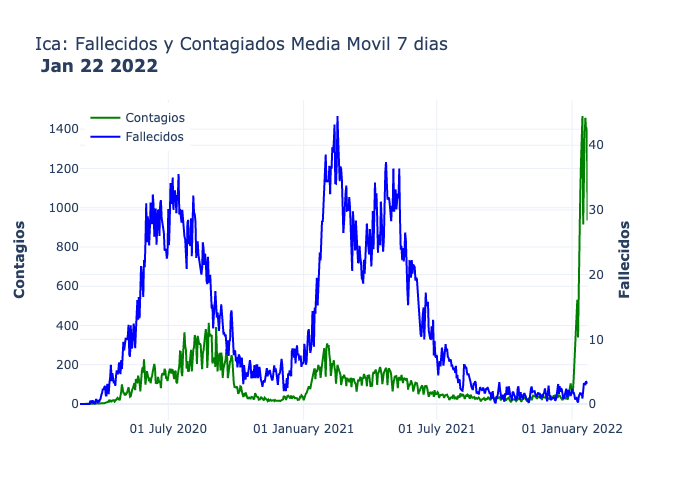 Ica: Fallecidos y Contagiados Media Movil 7 dias
Jan 22 2022
Contagios
Fallecidos
1400
1200
1000
800
600
400
200
0
40
30
20
10
0
Contagios
Fallecidos
01 July 2020
01 January 2021
01 July 2021
01 January 2022